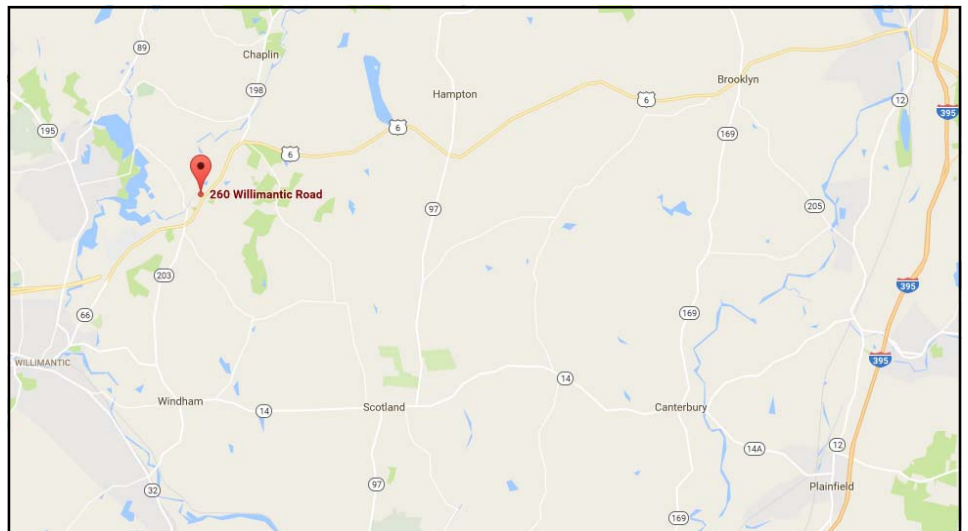 89
Chaplin
Brooklyn
198
Hampton
6
12
395
195
6
169
6
260 Willimantic Road
97
205
203
395
66
169
395
WILLIMANTIC
14
Windham
14
Scotland
Canterbury
14A
12
97
Plainfield
32
169